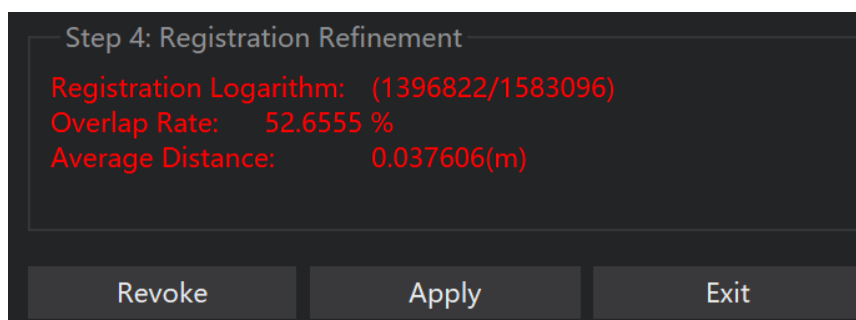 Step 4: Registration Refinement
Registration Logarithm: (1396822/1583096)
Overlap Rate: 52.6555 %
Average Distance: 0.037606(m)
Revoke Apply Exit